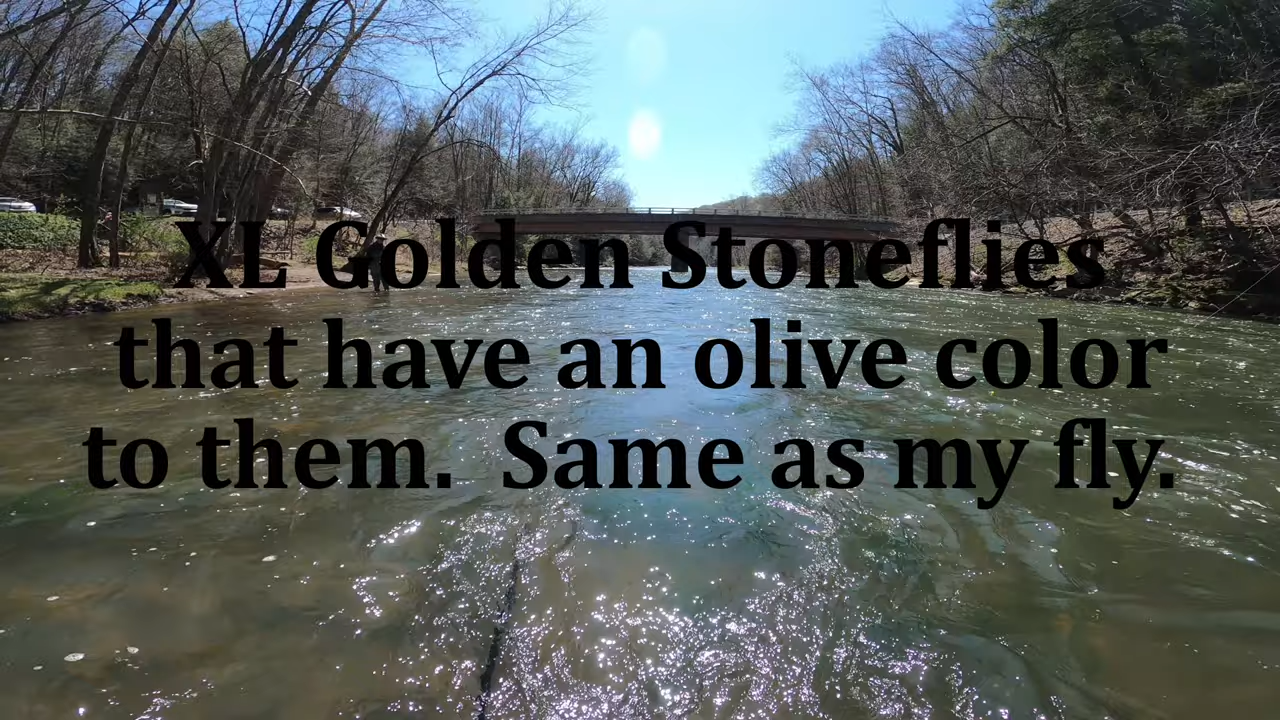 XL Golden Stoneflies
that have an olive color
to them.  Same as my fly.